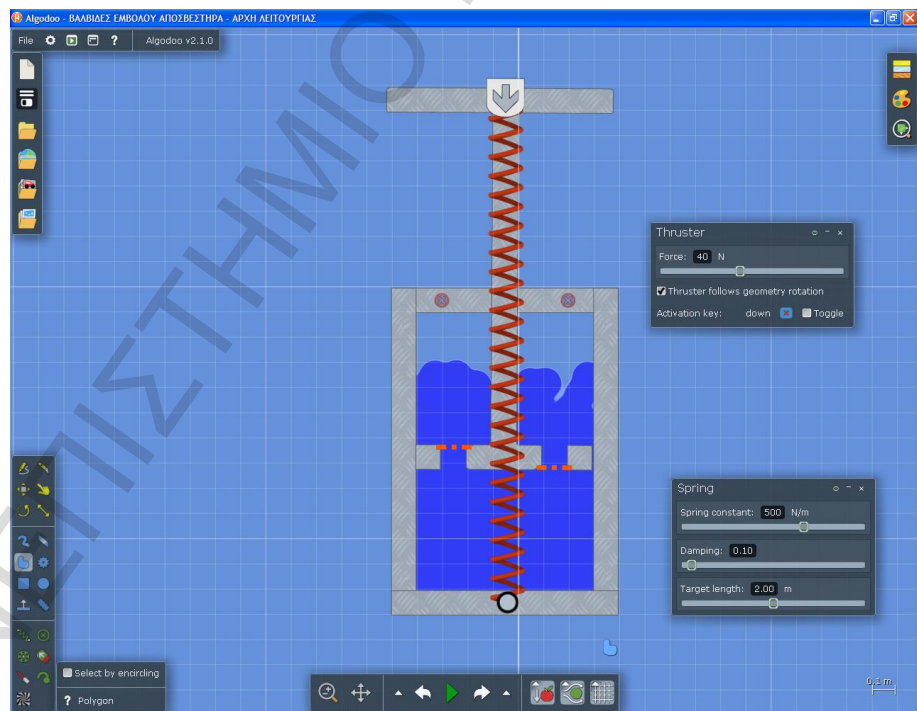 Algodoo - ΒΑΛΒΙΔΕΣ ΕΜΒΟΛΟΥ ΑΠΟΣΒΕΣΤΗΡΑ - ΑΡΧΗ ΛΕΙΤΟΥΡΓΙΑΣ
File ? Algodoo v2.1.0
Thruster
Force: 40 N
Thruster follows geometry rotation
Activation key: down Toggle
Spring
Spring constant: 500 N/m
Damping: 0.10
Target length: 2.00 m
Select by encircling
? Polygon
0,1 m
ΠΕΠΙΣΤΗΜΙΟ